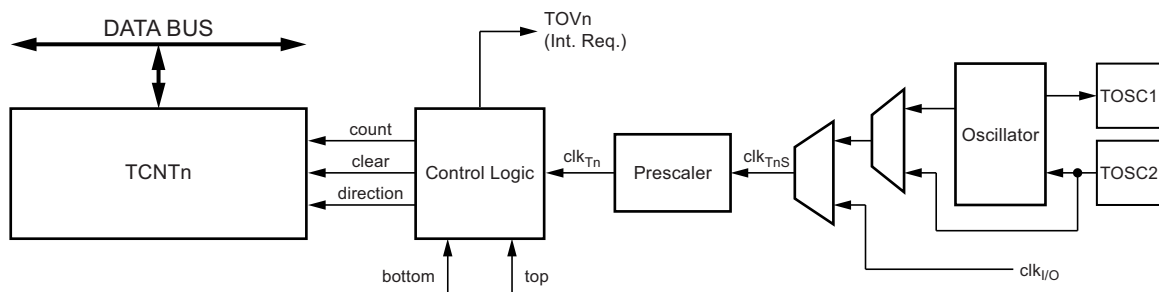 DATA BUS
TOVn
(Int. Req.)
TCNTn
count
clear
direction
Control Logic
clkTn
Prescaler
clkTnS
Oscillator
TOSC1
TOSC2
bottom
top
clkI/O